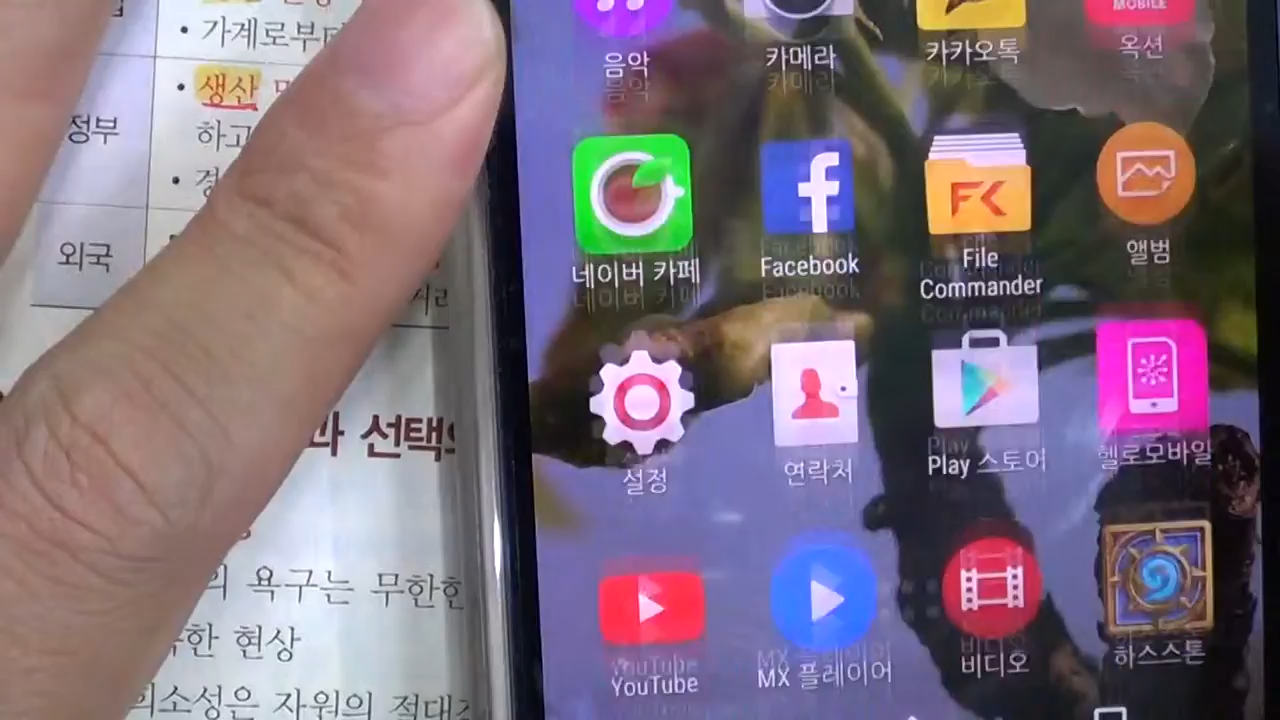 가계로부터
생산
하고
정부
외국
선택의
욕구는 무한한
한 현상
희소성은 자원의 절대
MOBILE
음악 카메라 카카오톡 옥션
네이버 카페 Facebook File Commander 앨범
설정 연락처 Play 스토어 헬로모바일
YouTube MX 플레이어 비디오 하스스톤